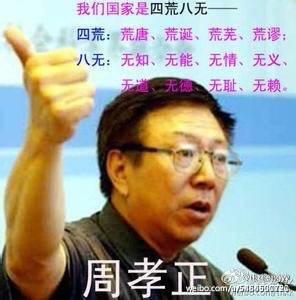 我们国家是四荒八无——
四荒：荒唐、荒诞、荒芜、荒谬；
八无：无知、无能、无情、无义、
无道、无德、无耻、无赖。
周孝正